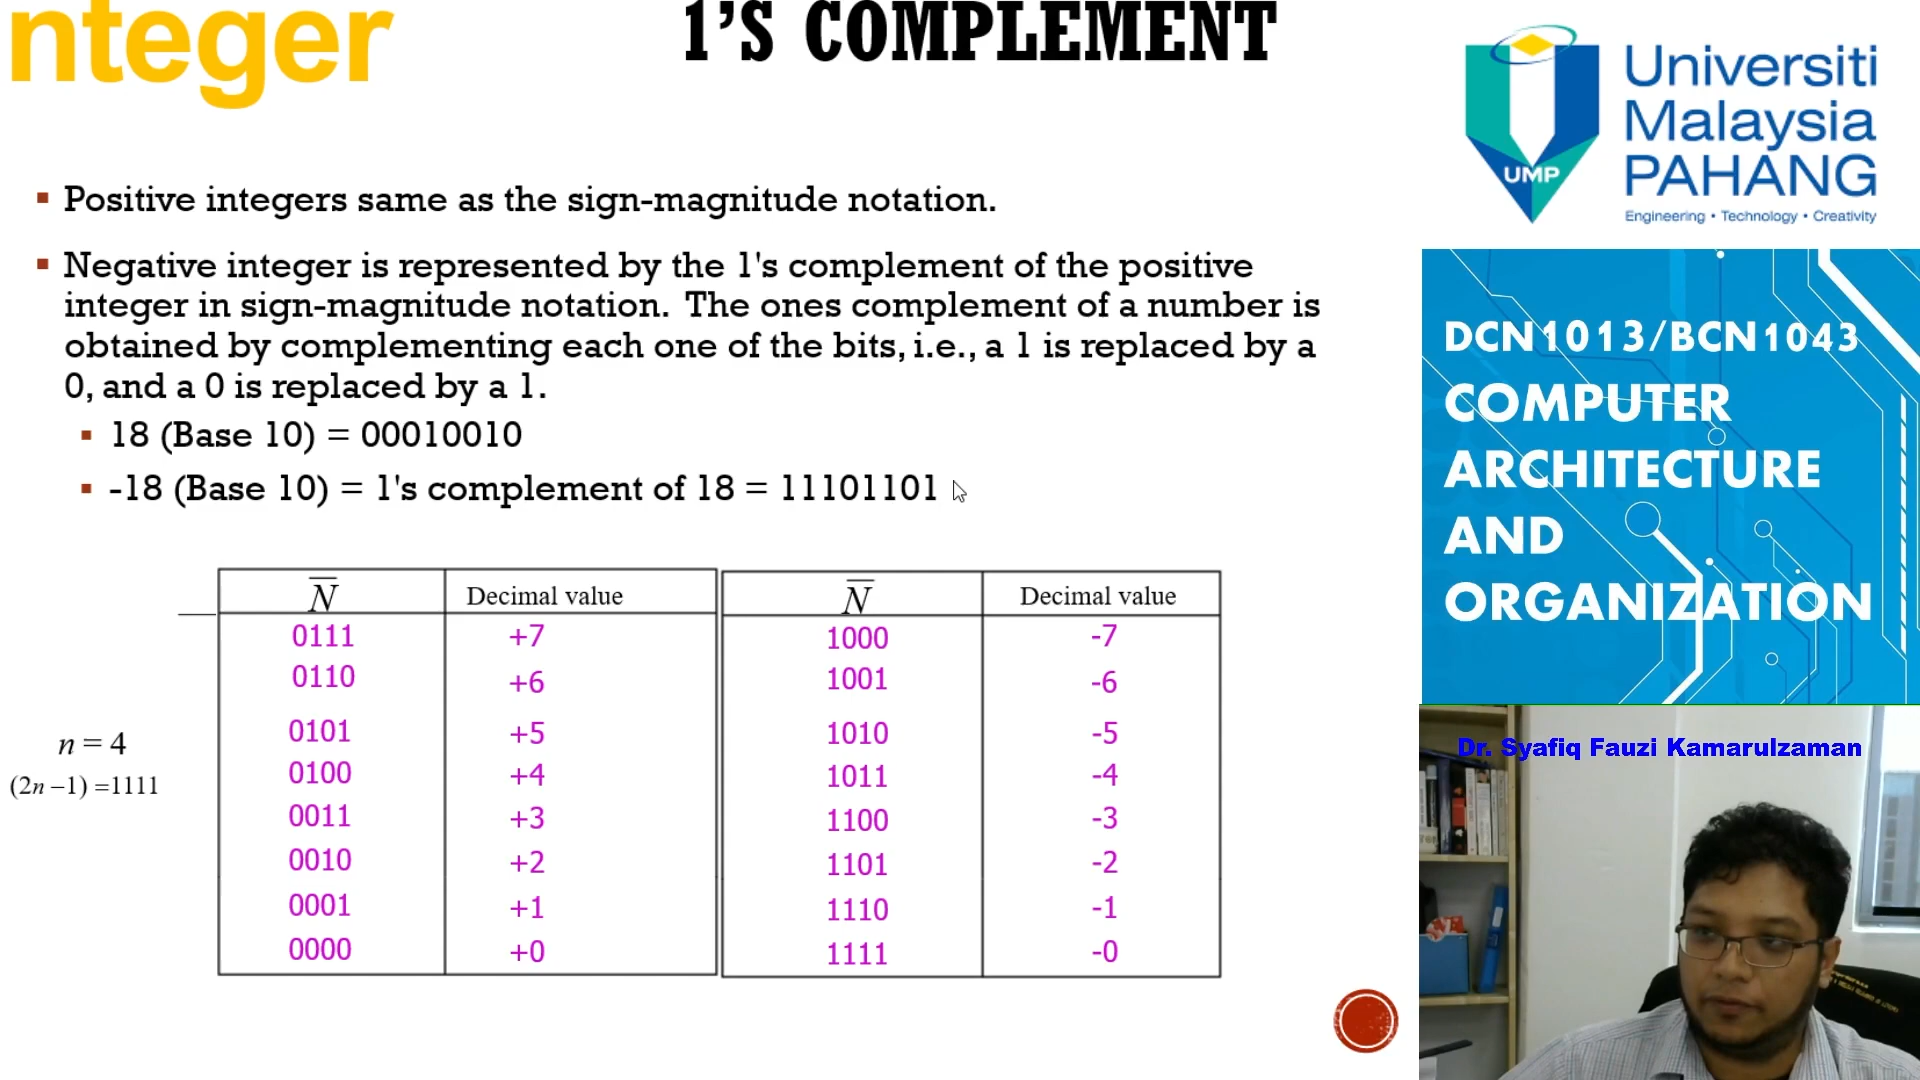 nteger
1’S COMPLEMENT
▪ Positive integers same as the sign-magnitude notation.
▪ Negative integer is represented by the 1's complement of the positive
integer in sign-magnitude notation. The ones complement of a number is
obtained by complementing each one of the bits, i.e., a 1 is replaced by a
0, and a 0 is replaced by a 1.
▪ 18 (Base 10) = 00010010
▪ -18 (Base 10) = 1's complement of 18 = 11101101
N̅ Decimal value N̅ Decimal value
0111 +7 1000 -7
0110 +6 1001 -6
0101 +5 1010 -5
0100 +4 1011 -4
0011 +3 1100 -3
0010 +2 1101 -2
0001 +1 1110 -1
0000 +0 1111 -0
n = 4
(2n −1) =1111
UMP
Universiti
Malaysia
PAHANG
Engineering • Technology • Creativity
DCN1013/BCN1043
COMPUTER
ARCHITECTURE
AND
ORGANIZATION
Dr. Syafiq Fauzi Kamarulzaman